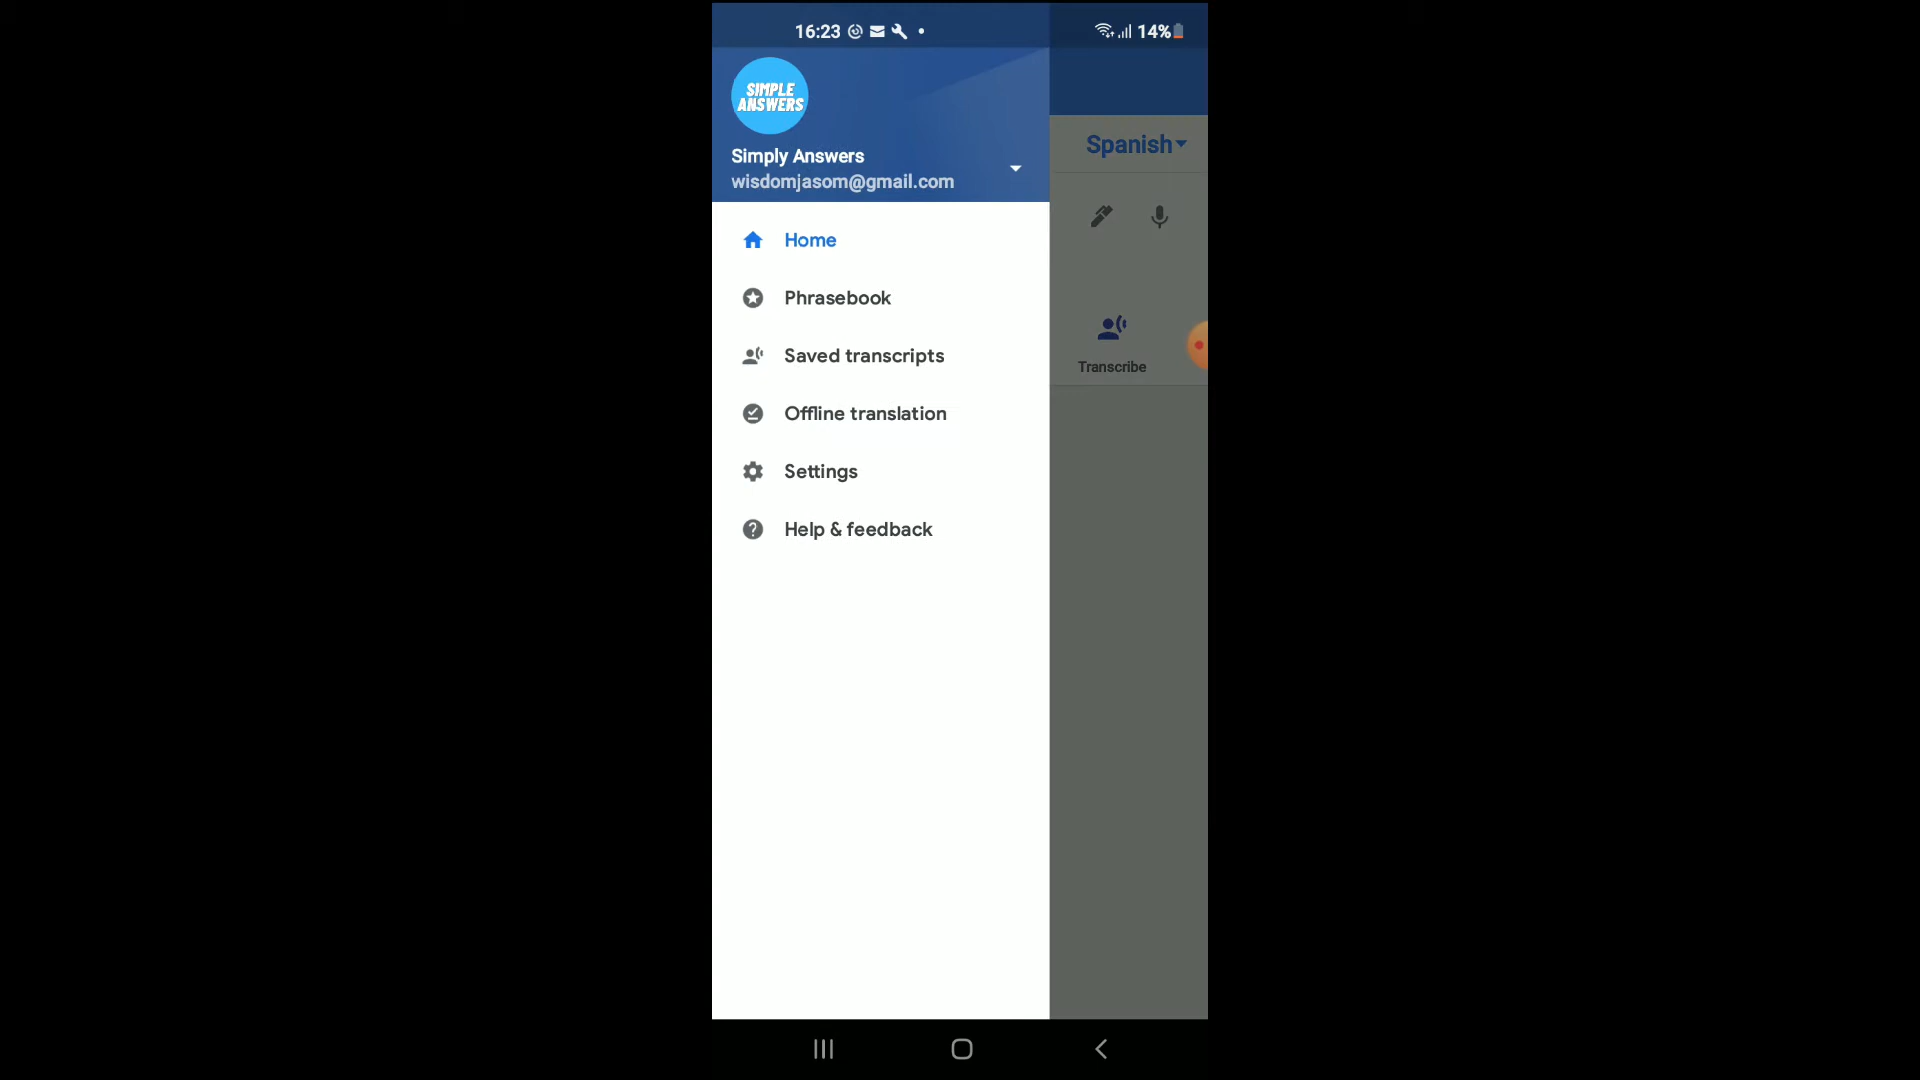 16:23
14%
SIMPLE
ANSWERS
Simply Answers
wisdomjasom@gmail.com
Spanish
Home
Phrasebook
Saved transcripts
Transcribe
Offline translation
Settings
Help & feedback